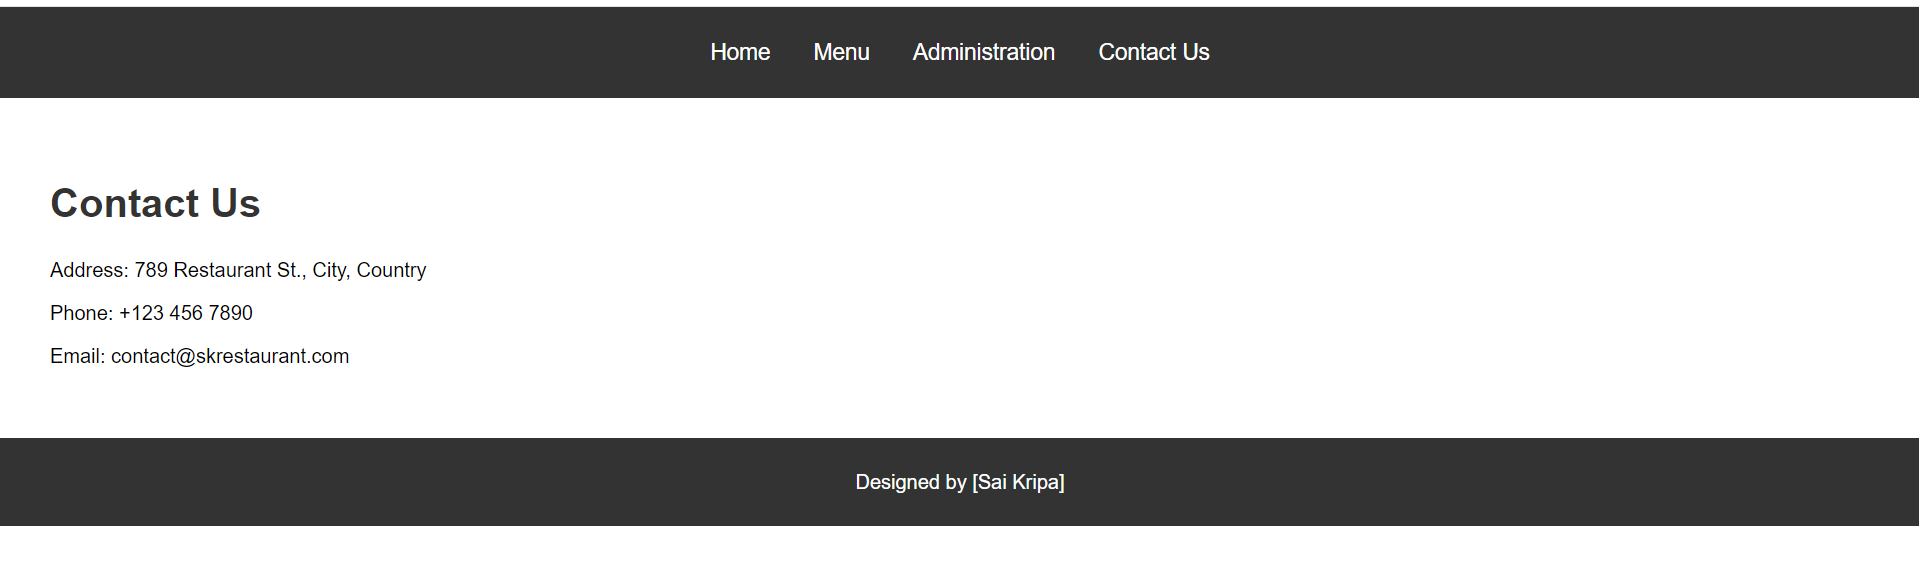 Home Menu Administration Contact Us
Contact Us
Address: 789 Restaurant St., City, Country
Phone: +123 456 7890
Email: contact@skrestaurant.com
Designed by [Sai Kripa]